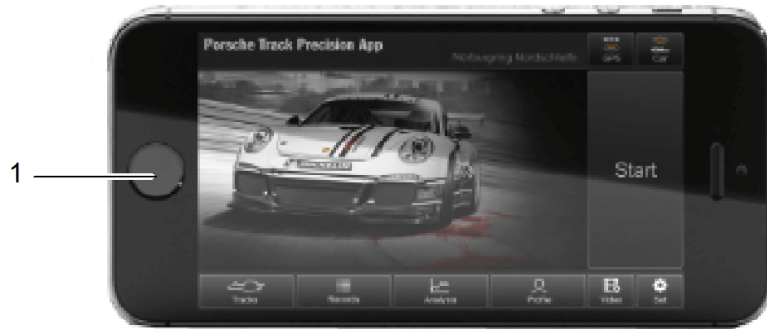 Porsche Track Precision App
Nürburgring Nordschleife
GPS
Car
1
Start
Tracks
Records
Analysis
Profile
Video
Set